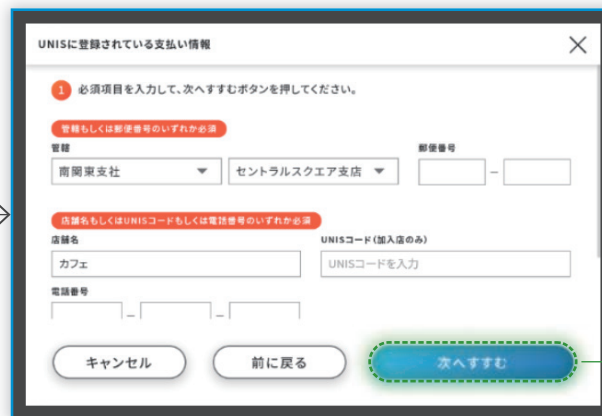 UNISに登録されている支払い情報
1 必須項目を入力して、次へすすむボタンを押してください。
管轄もしくは郵便番号のいずれか必須
管轄
郵便番号
南関東支社
セントラルスクエア支店
–
店舗名もしくはUNISコードもしくは電話番号のいずれか必須
店舗名
UNISコード(加入店のみ)
カフェ
UNISコードを入力
電話番号
– –
キャンセル
前に戻る
次へすすむ